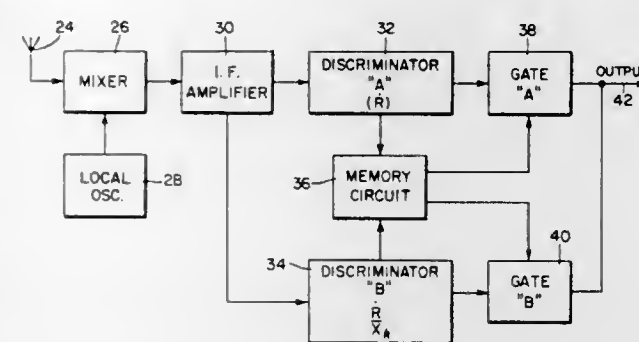 24
26
30
32
38
MIXER
I. F.
AMPLIFIER
DISCRIMINATOR
"A"
(Ṙ)
GATE
"A"
OUTPUT
42
LOCAL
OSC.
28
36
MEMORY
CIRCUIT
34
DISCRIMINATOR
"B"
Ṙ
40
GATE
"B"